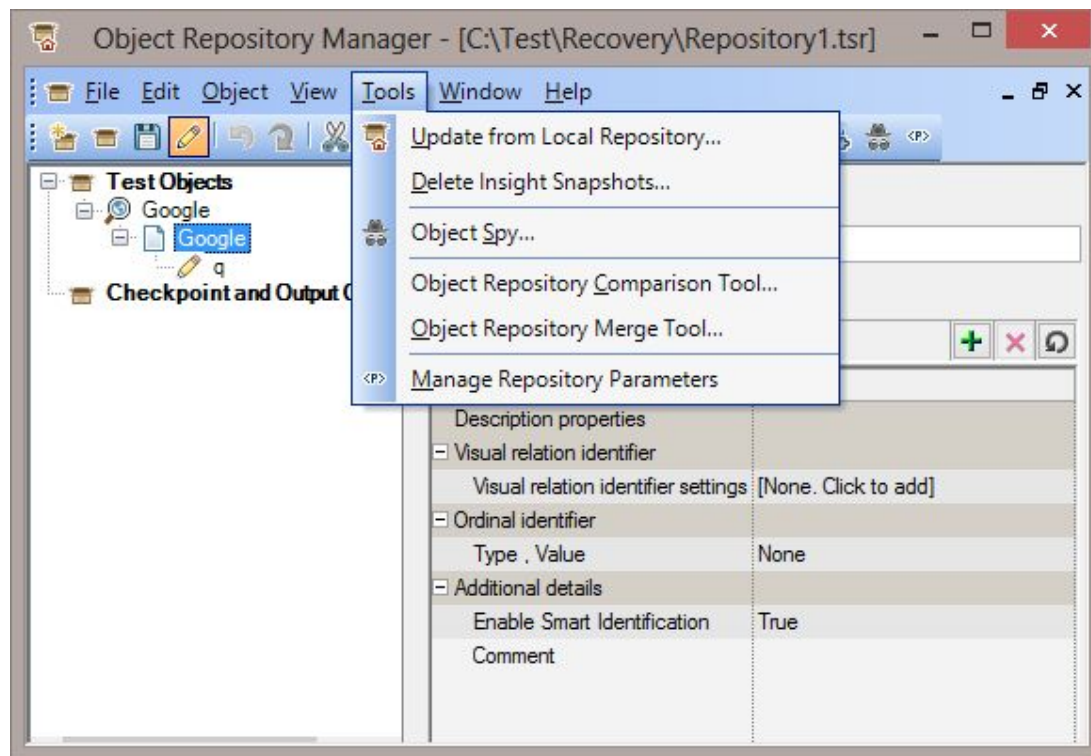 Object Repository Manager - [C:\Test\Recovery\Repository1.tsr]
File Edit Object View Tools Window Help
<P>
Update from Local Repository...
Delete Insight Snapshots...
Object Spy...
Object Repository Comparison Tool...
Object Repository Merge Tool...
<P> Manage Repository Parameters
Test Objects
Google
Google
q
Checkpoint and Output
Description properties
Visual relation identifier
Visual relation identifier settings [None. Click to add]
Ordinal identifier
Type , Value None
Additional details
Enable Smart Identification True
Comment